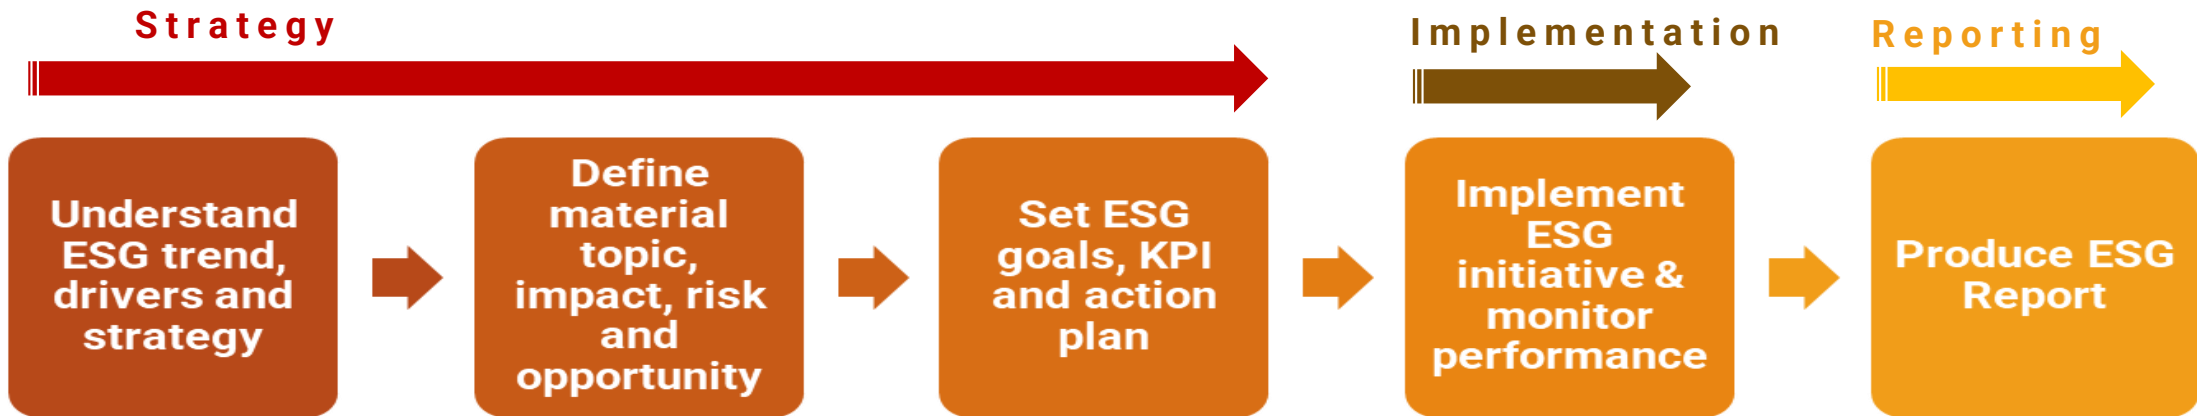 Strategy
Implementation
Reporting
Understand
ESG trend,
drivers and
strategy
Define
material
topic,
impact, risk
and
opportunity
Set ESG
goals, KPI
and action
plan
Implement
ESG
initiative &
monitor
performance
Produce ESG
Report